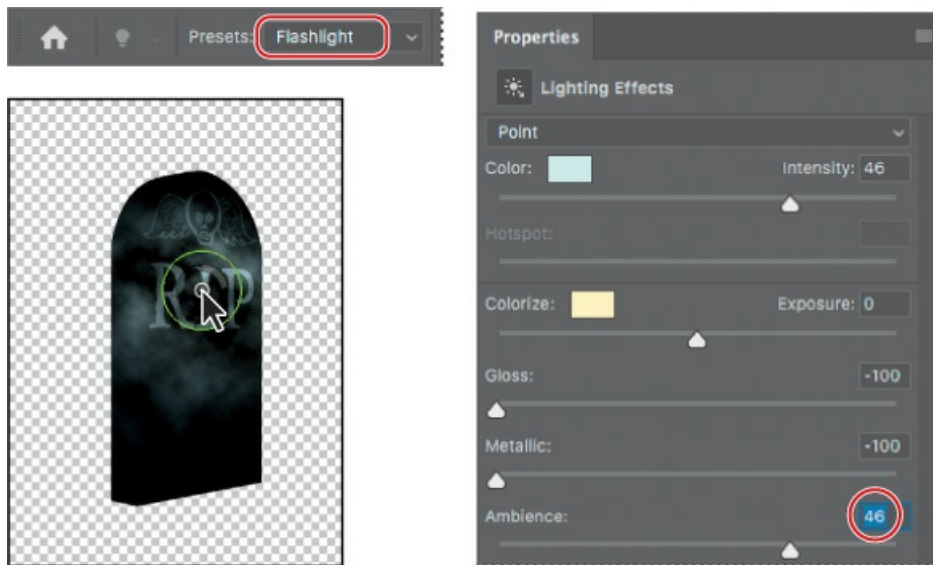 Presets: Flashlight
RIP
Properties
Lighting Effects
Point
Color: Intensity: 46
Hotspot:
Colorize: Exposure: 0
Gloss: -100
Metallic: -100
Ambience: 46